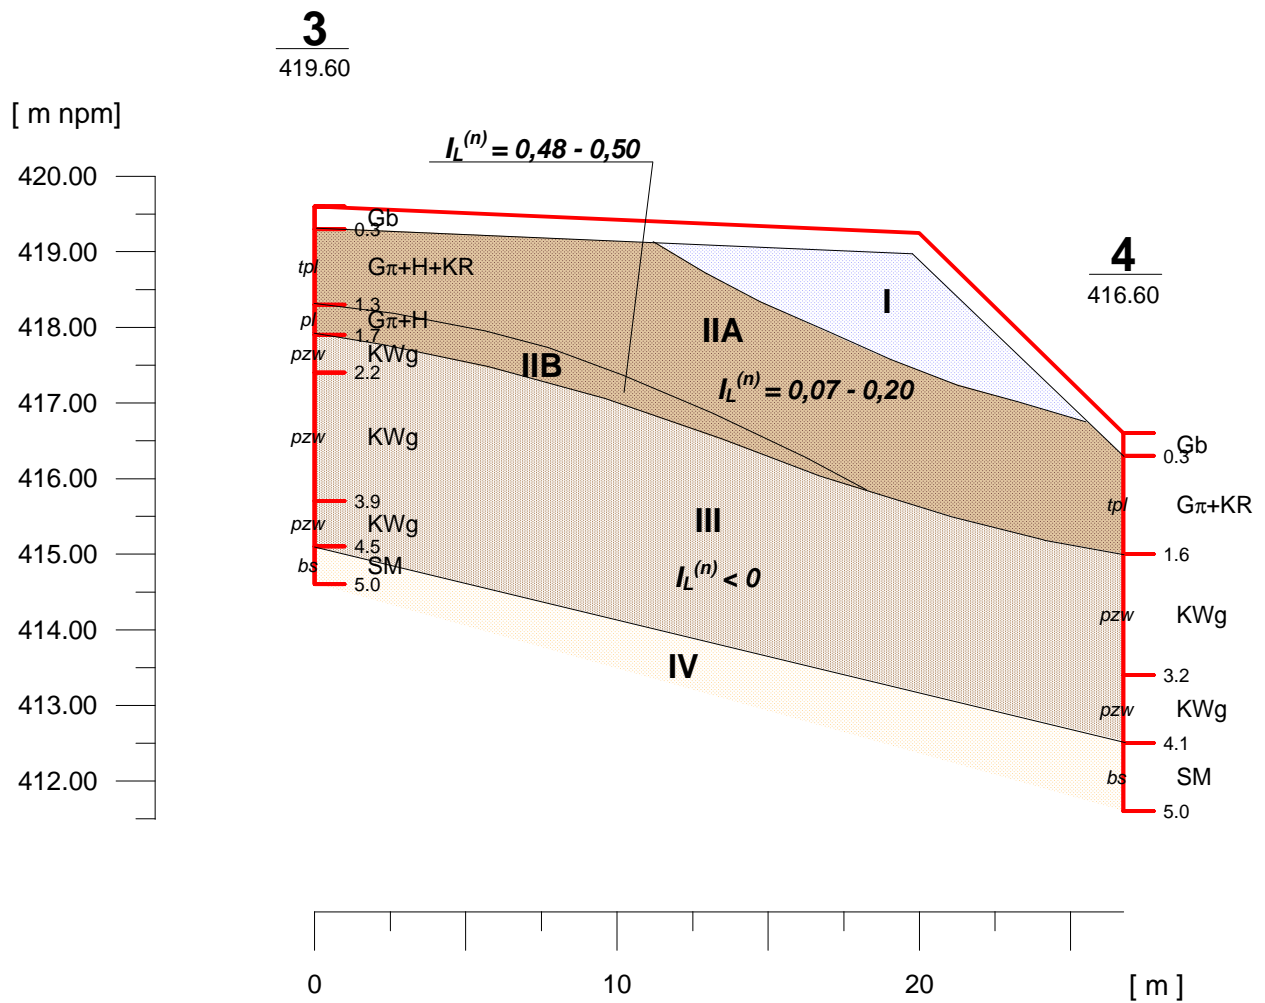 3
419.60
[ m npm]
I_L^(n) = 0,48 - 0,50
420.00
419.00
418.00
417.00
416.00
415.00
414.00
413.00
412.00
Gb
0.3
tpl Gπ+H+KR
1.3
pl Gπ+H
1.7
pzw KWg
2.2
pzw KWg
3.9
pzw KWg
4.5
bs SM
5.0
I
IIA
IIB
I_L^(n) = 0,07 - 0,20
III
I_L^(n) < 0
IV
4
416.60
Gb
0.3
tpl Gπ+KR
1.6
pzw KWg
3.2
pzw KWg
4.1
bs SM
5.0
0 10 20 [ m ]